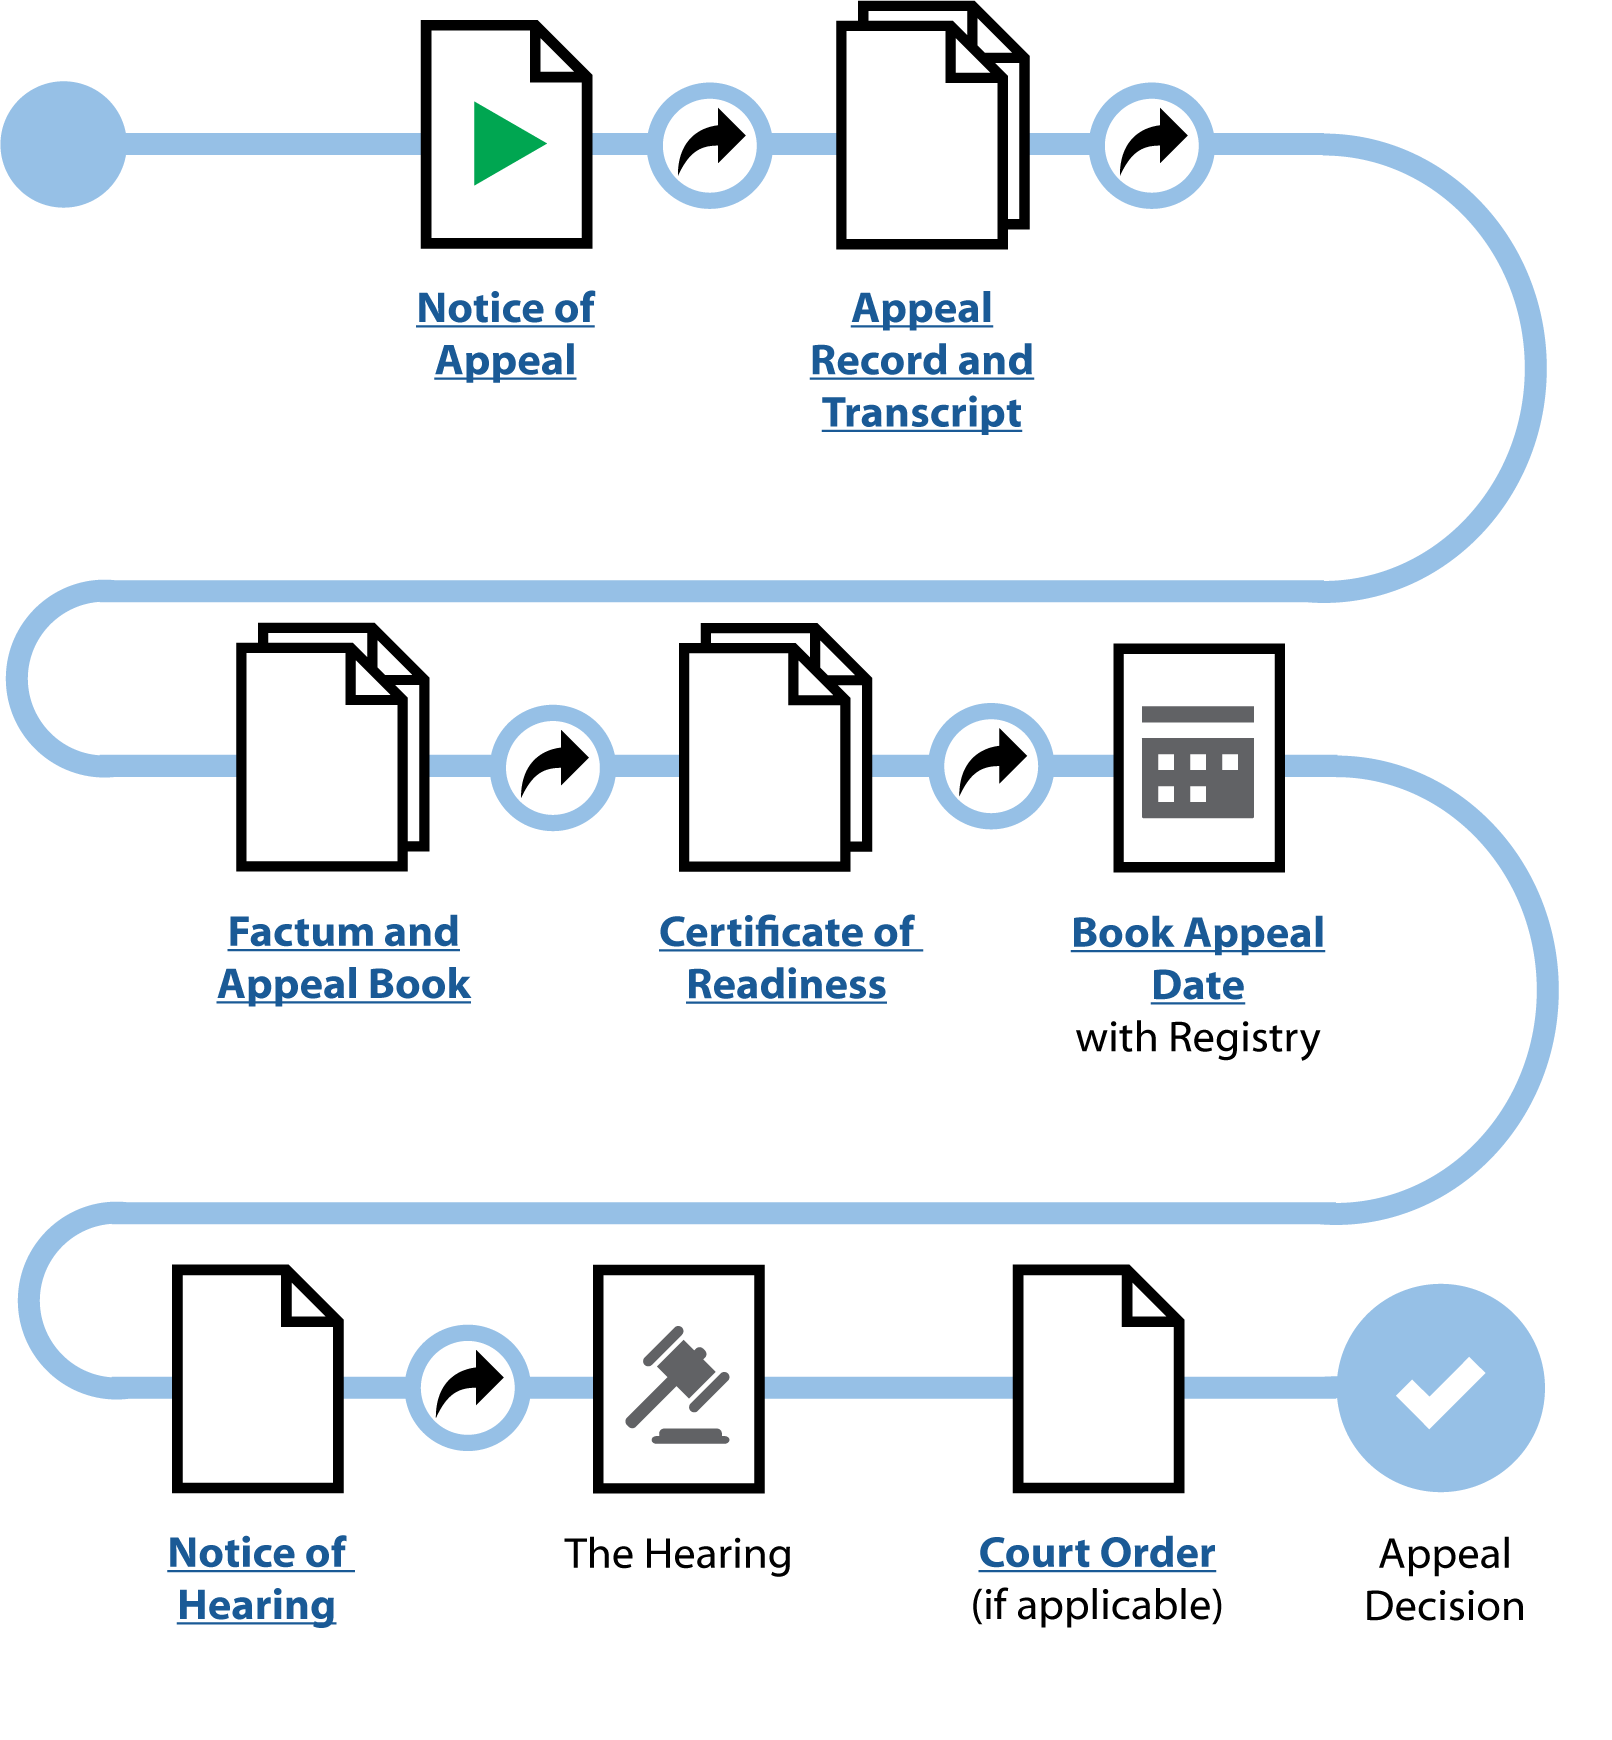 Notice of
Appeal
Appeal
Record and
Transcript
Factum and
Appeal Book
Certificate of
Readiness
Book Appeal
Date
with Registry
Notice of
Hearing
The Hearing
Court Order
(if applicable)
Appeal
Decision